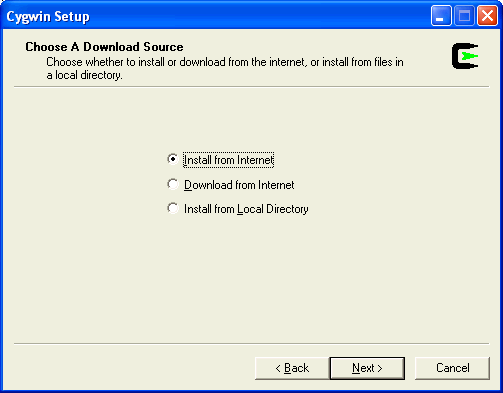 Cygwin Setup
Choose A Download Source
Choose whether to install or download from the internet, or install from files in
a local directory.
Install from Internet
Download from Internet
Install from Local Directory
< Back
Next >
Cancel